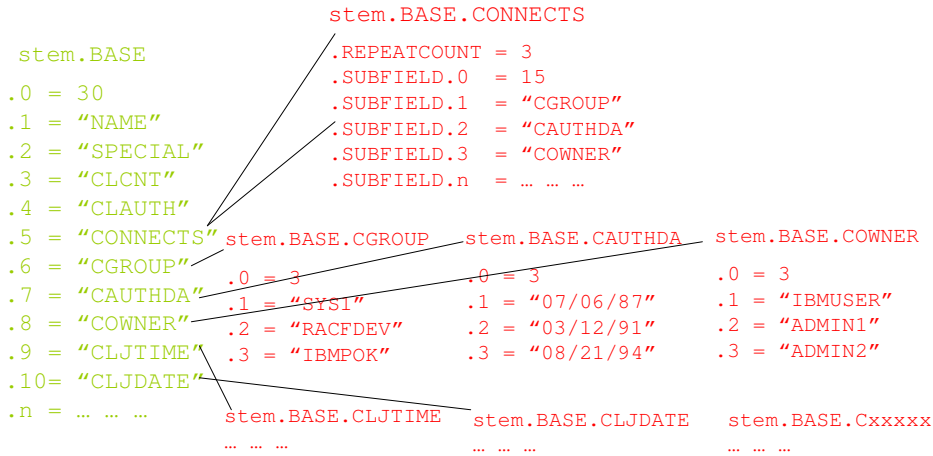 stem.BASE.CONNECTS
.REPEATCOUNT = 3
.SUBFIELD.0  = 15
.SUBFIELD.1  = “CGROUP”
.SUBFIELD.2  = “CAUTHDA”
.SUBFIELD.3  = “COWNER”
.SUBFIELD.n  = … … …
stem.BASE
.0 = 30
.1 = “NAME”
.2 = “SPECIAL”
.3 = “CLCNT”
.4 = “CLAUTH”
.5 = “CONNECTS”
.6 = “CGROUP”
.7 = “CAUTHDA”
.8 = “COWNER”
.9 = “CLJTIME”
.10= “CLJDATE”
.n = … … …
stem.BASE.CGROUP
.0 = 3
.1 = “SYS1”
.2 = “RACFDEV”
.3 = “IBMPOK”
stem.BASE.CAUTHDA
.0 = 3
.1 = “07/06/87”
.2 = “03/12/91”
.3 = “08/21/94”
stem.BASE.COWNER
.0 = 3
.1 = “IBMUSER”
.2 = “ADMIN1”
.3 = “ADMIN2”
stem.BASE.CLJTIME
… … …
stem.BASE.CLJDATE
… … …
stem.BASE.Cxxxxx
… … …